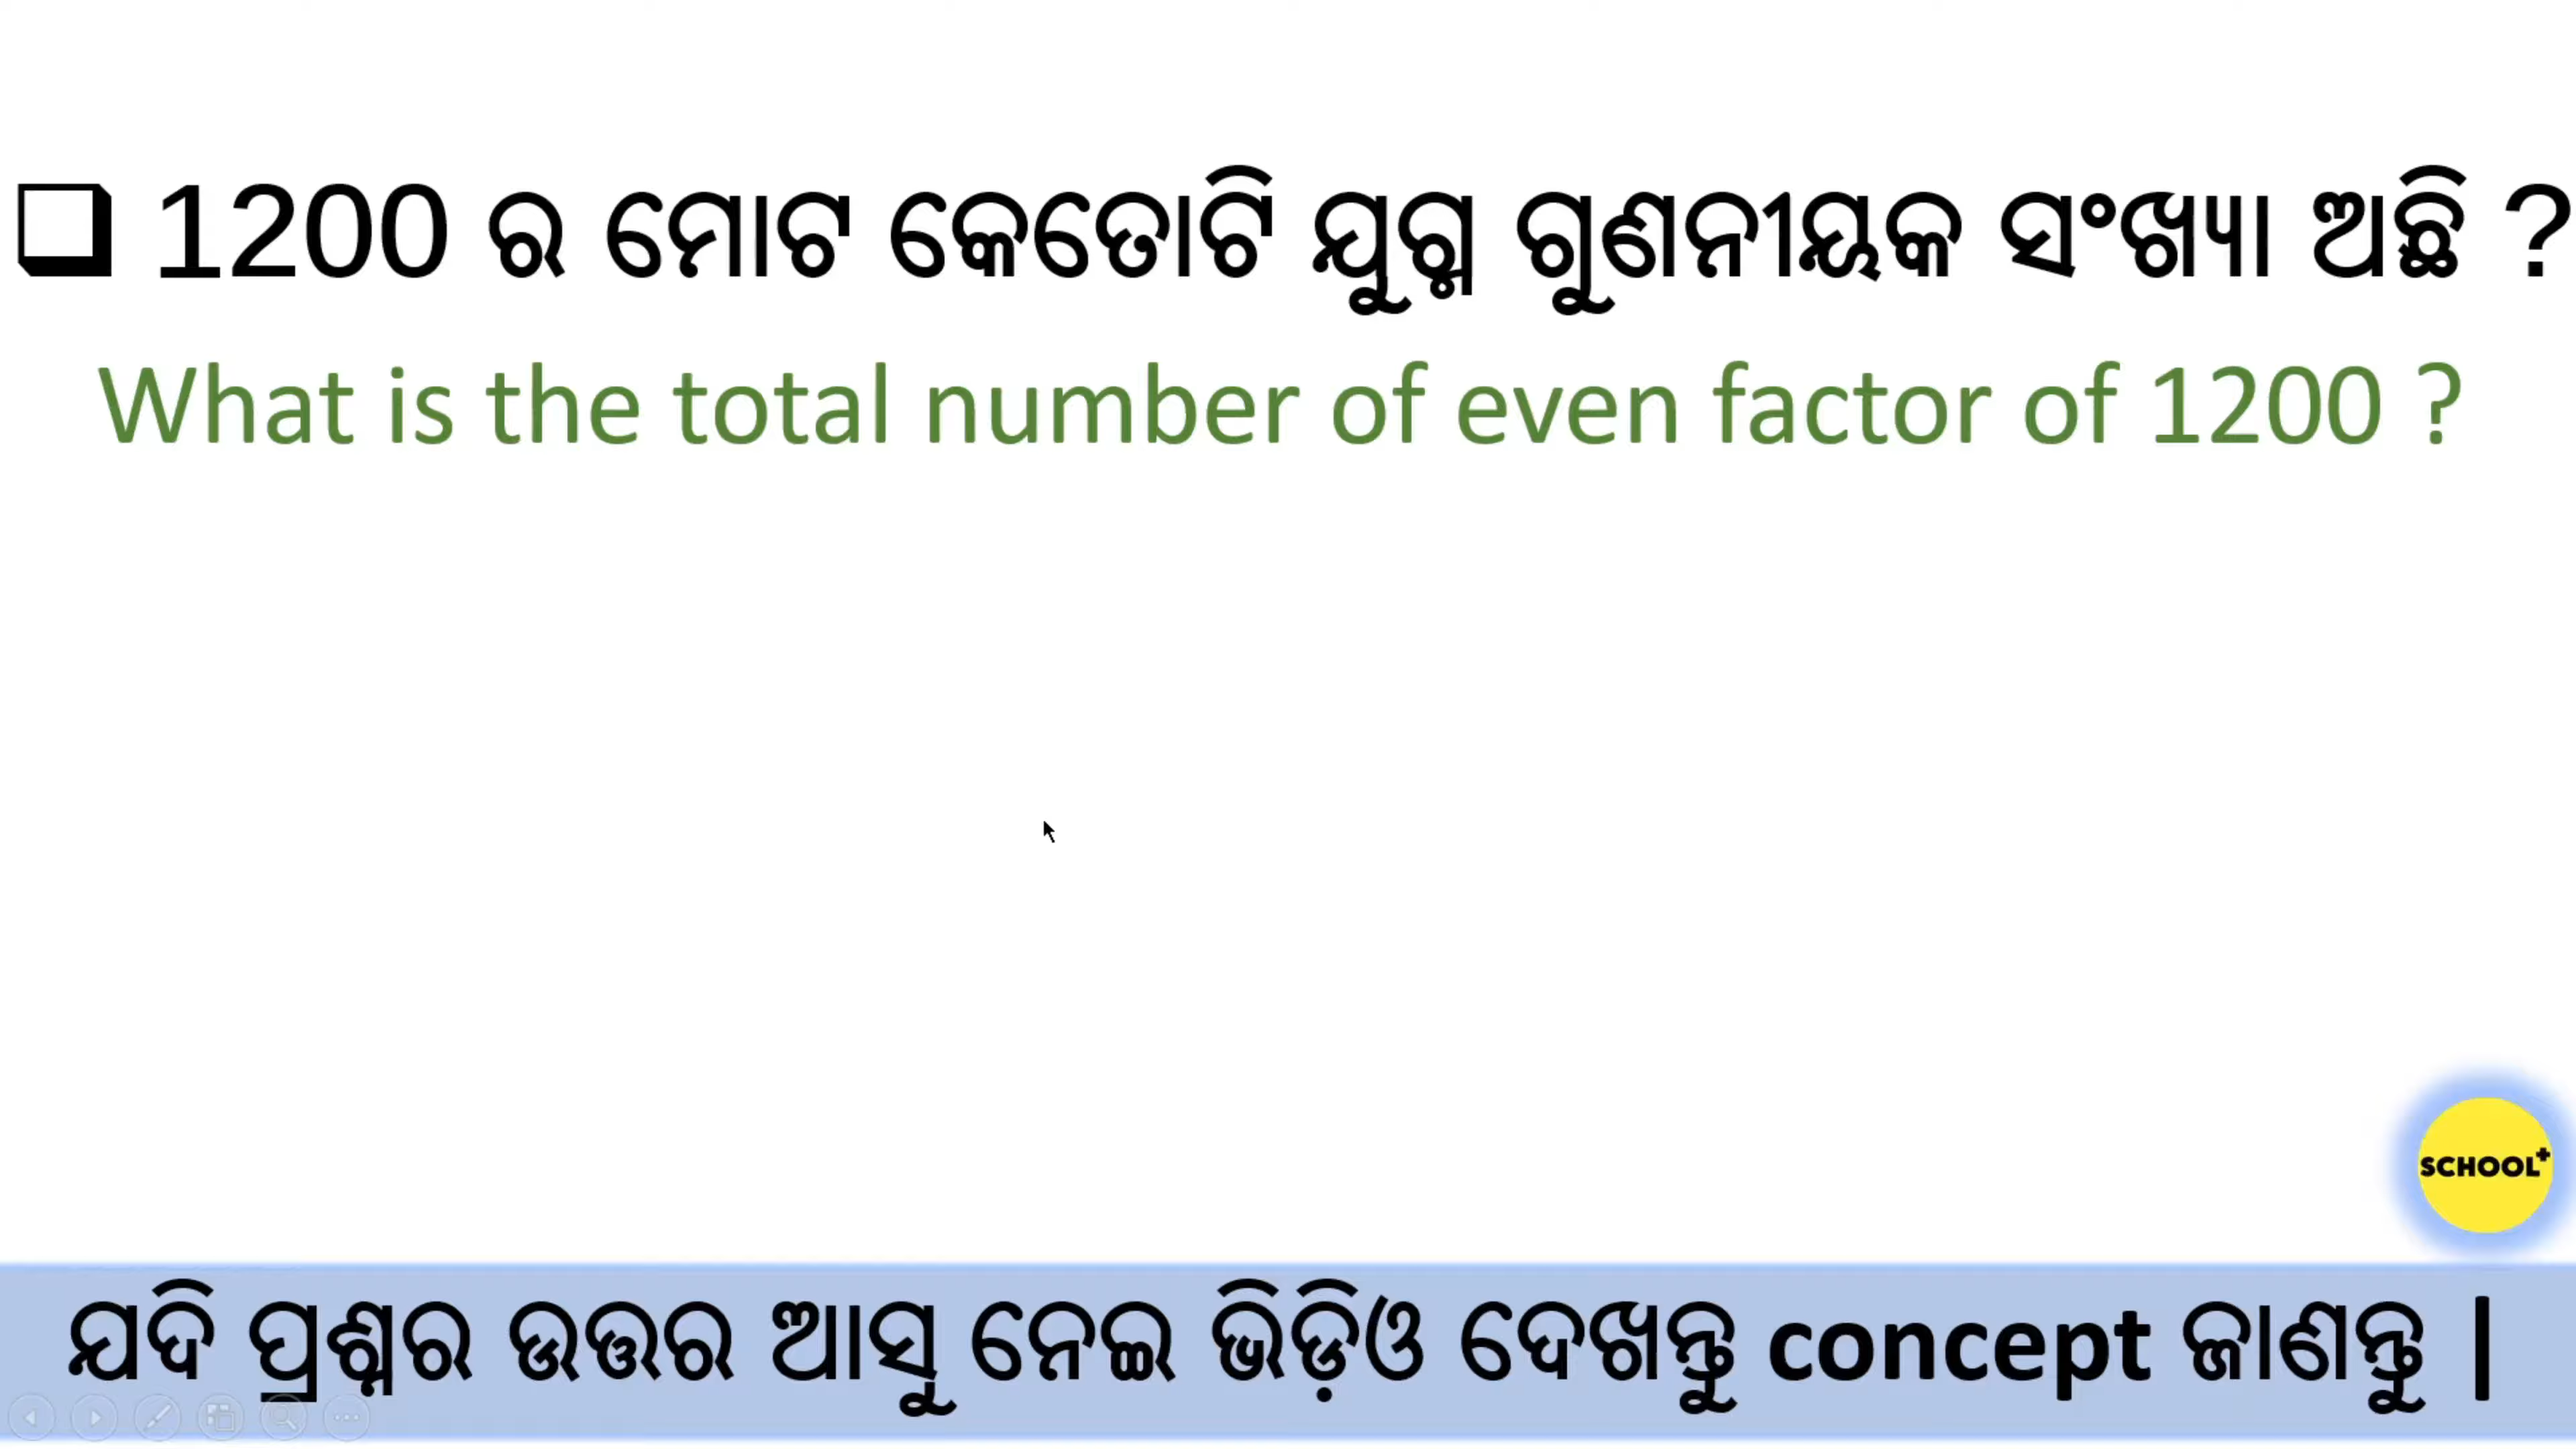 ❑ 1200 ର ମୋଟ କେତୋଟି ଯୁଗ୍ମ ଗୁଣନୀୟକ ସଂଖ୍ୟା ଅଛି ?
What is the total number of even factor of 1200 ?
SCHOOL+
ଯଦି ପ୍ରଶ୍ନର ଉତ୍ତର ଆସୁ ନେଇ ଭିଡ଼ିଓ ଦେଖନ୍ତୁ concept ଜାଣନ୍ତୁ |